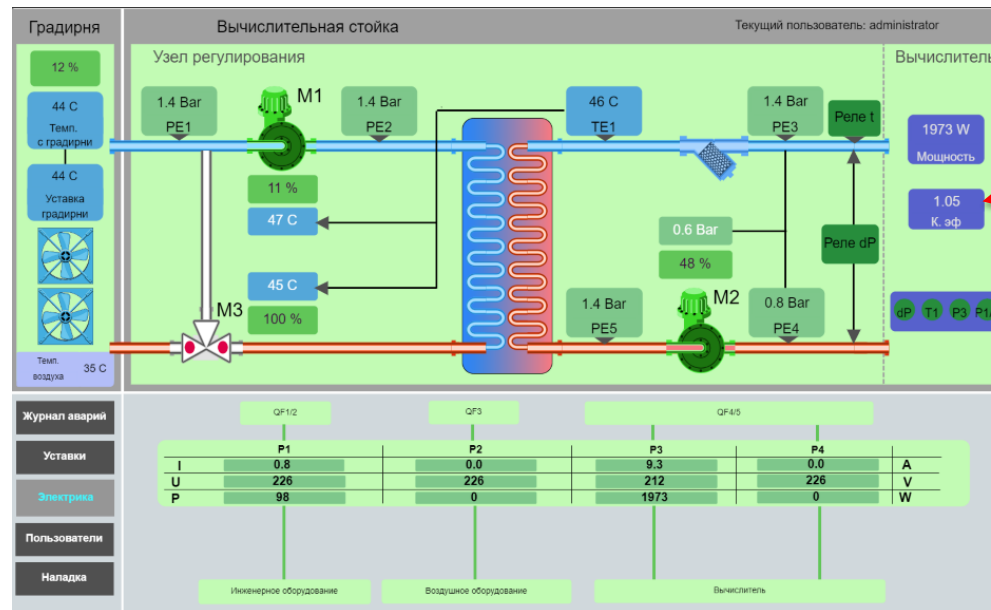 Градирня
Вычислительная стойка
Текущий пользователь: administrator
Узел регулирования
Вычислитель
12 %
44 C
Темп.
с градирни
44 C
Уставка
градирни
Темп.
воздуха
35 C
1.4 Bar
PE1
M1
1.4 Bar
PE2
46 C
TE1
1.4 Bar
PE3
Реле t
1973 W
Мощность
11 %
47 C
1.05
К. эф
0.6 Bar
Реле dP
48 %
45 C
100 %
M3
1.4 Bar
PE5
M2
0.8 Bar
PE4
dP T1 P3 P1/
Журнал аварий
Уставки
Электрика
Пользователи
Наладка
QF1/2 QF3 QF4/5
P1 P2 P3 P4
I 0.8 0.0 9.3 0.0 A
U 226 226 212 226 V
P 98 0 1973 0 W
Инженерное оборудование
Воздушное оборудование
Вычислитель